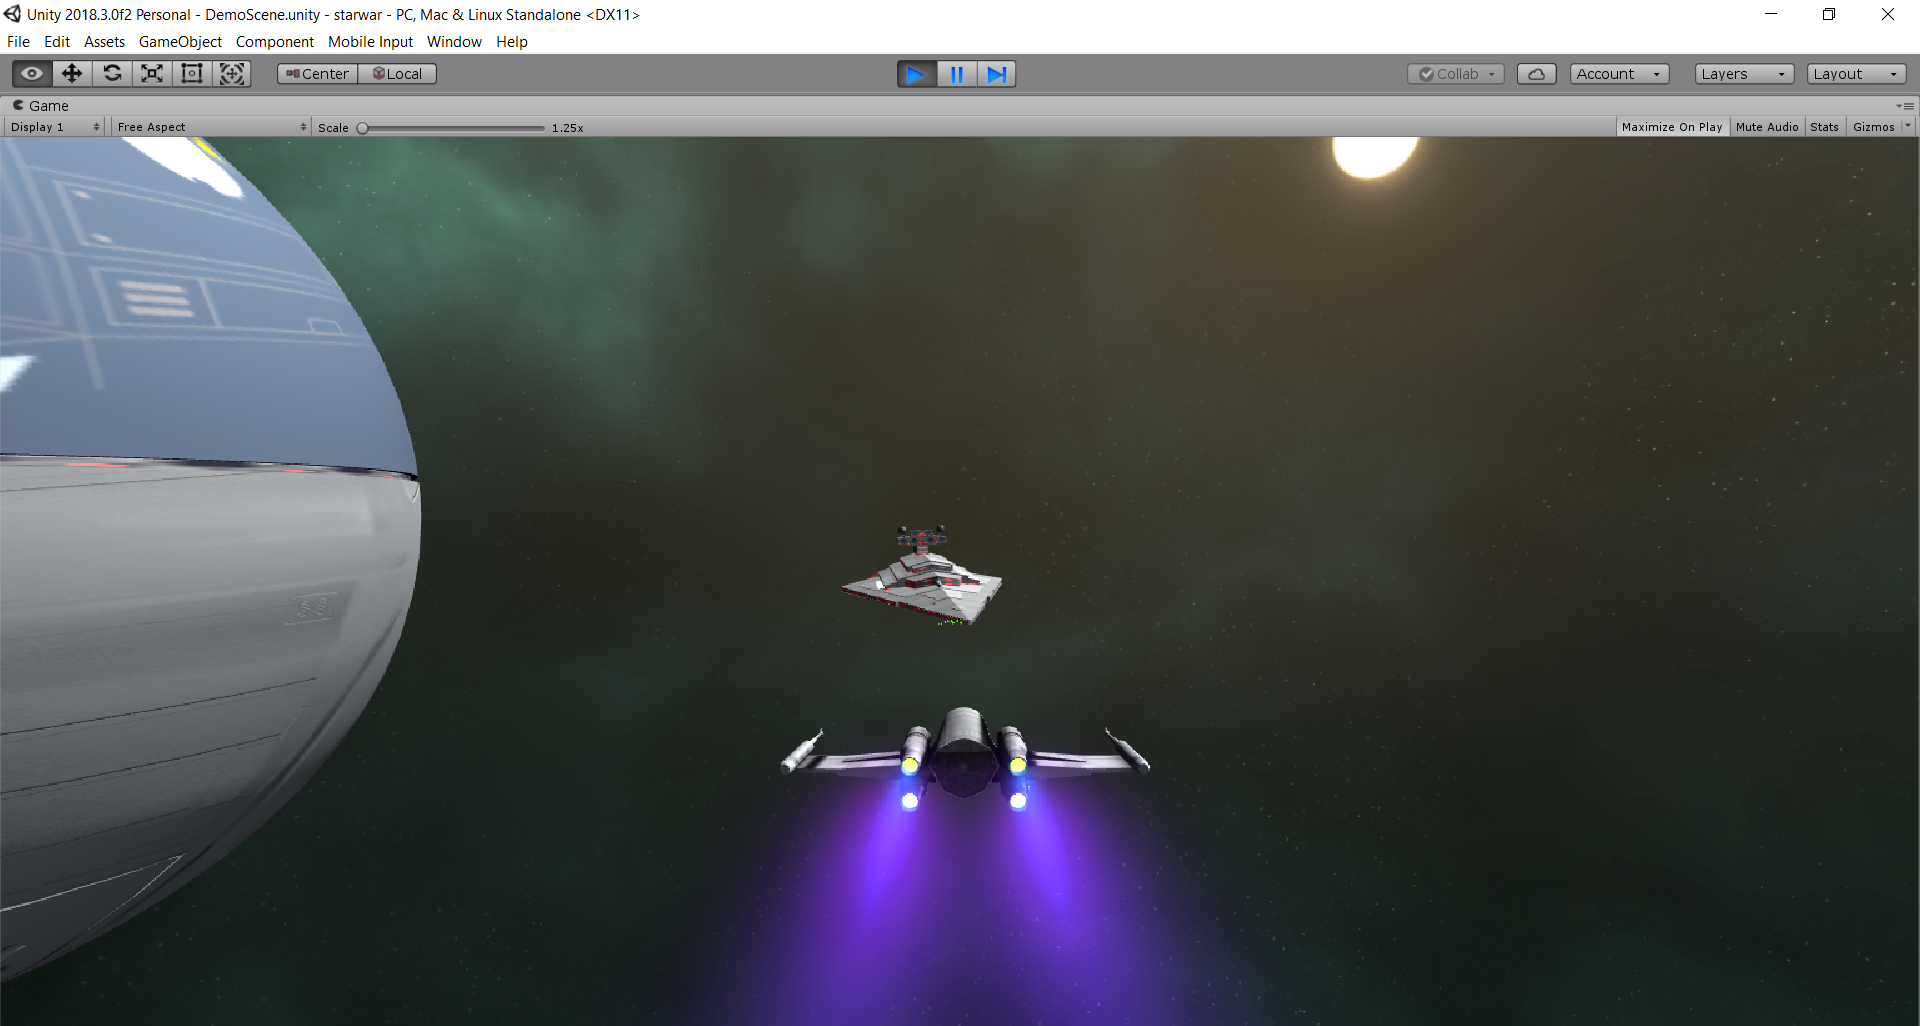 Unity 2018.3.0f2 Personal - DemoScene.unity - starwar - PC, Mac & Linux Standalone <DX11>
File Edit Assets GameObject Component Mobile Input Window Help
Center Local Collab Account Layers Layout
Game
Display 1 Free Aspect Scale 1.25x Maximize On Play Mute Audio Stats Gizmos